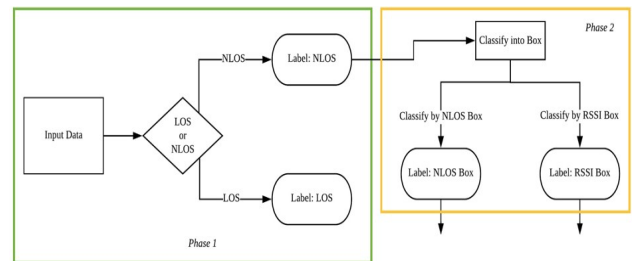 Input Data
LOS
or
NLOS
NLOS
Label: NLOS
LOS
Label: LOS
Phase 1
Phase 2
Classify into Box
Classify by NLOS Box
Classify by RSSI Box
Label: NLOS Box
Label: RSSI Box